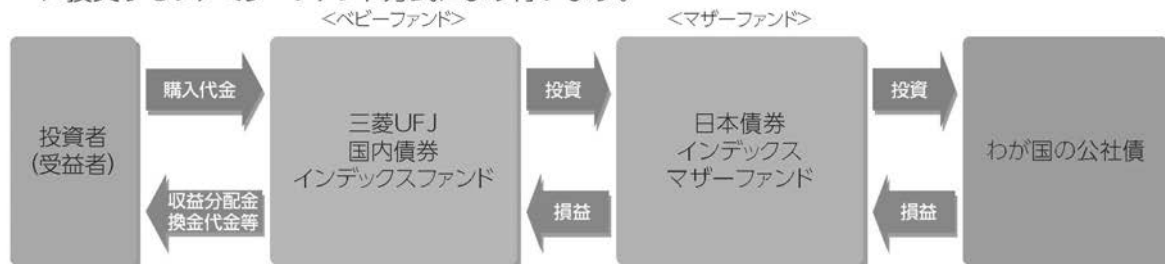 <ベビーファンド>
<マザーファンド>
投資者
(受益者)
購入代金
収益分配金
換金代金等
三菱UFJ
国内債券
インデックスファンド
投資
損益
日本債券
インデックス
マザーファンド
投資
損益
わが国の公社債